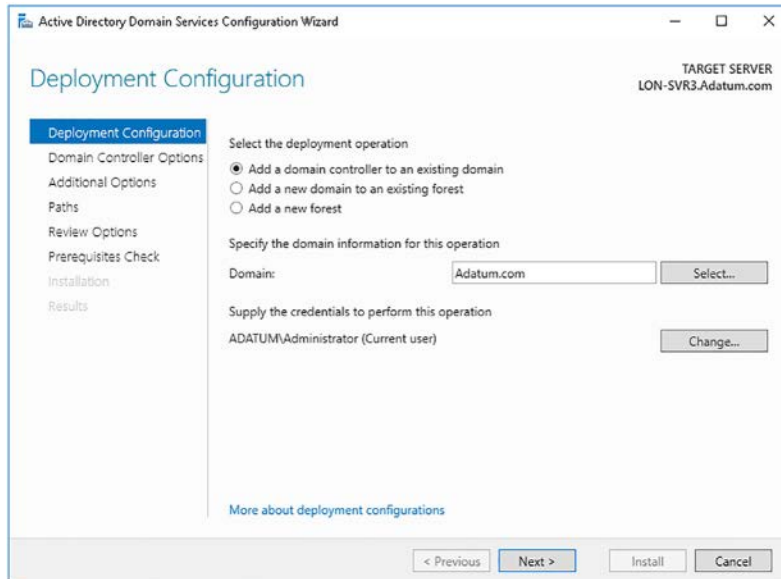 Active Directory Domain Services Configuration Wizard
Deployment Configuration
TARGET SERVER
LON-SVR3.Adatum.com
Deployment Configuration
Domain Controller Options
Additional Options
Paths
Review Options
Prerequisites Check
Installation
Results
Select the deployment operation
Add a domain controller to an existing domain
Add a new domain to an existing forest
Add a new forest
Specify the domain information for this operation
Domain: Adatum.com Select...
Supply the credentials to perform this operation
ADATUM\Administrator (Current user) Change...
More about deployment configurations
< Previous Next > Install Cancel